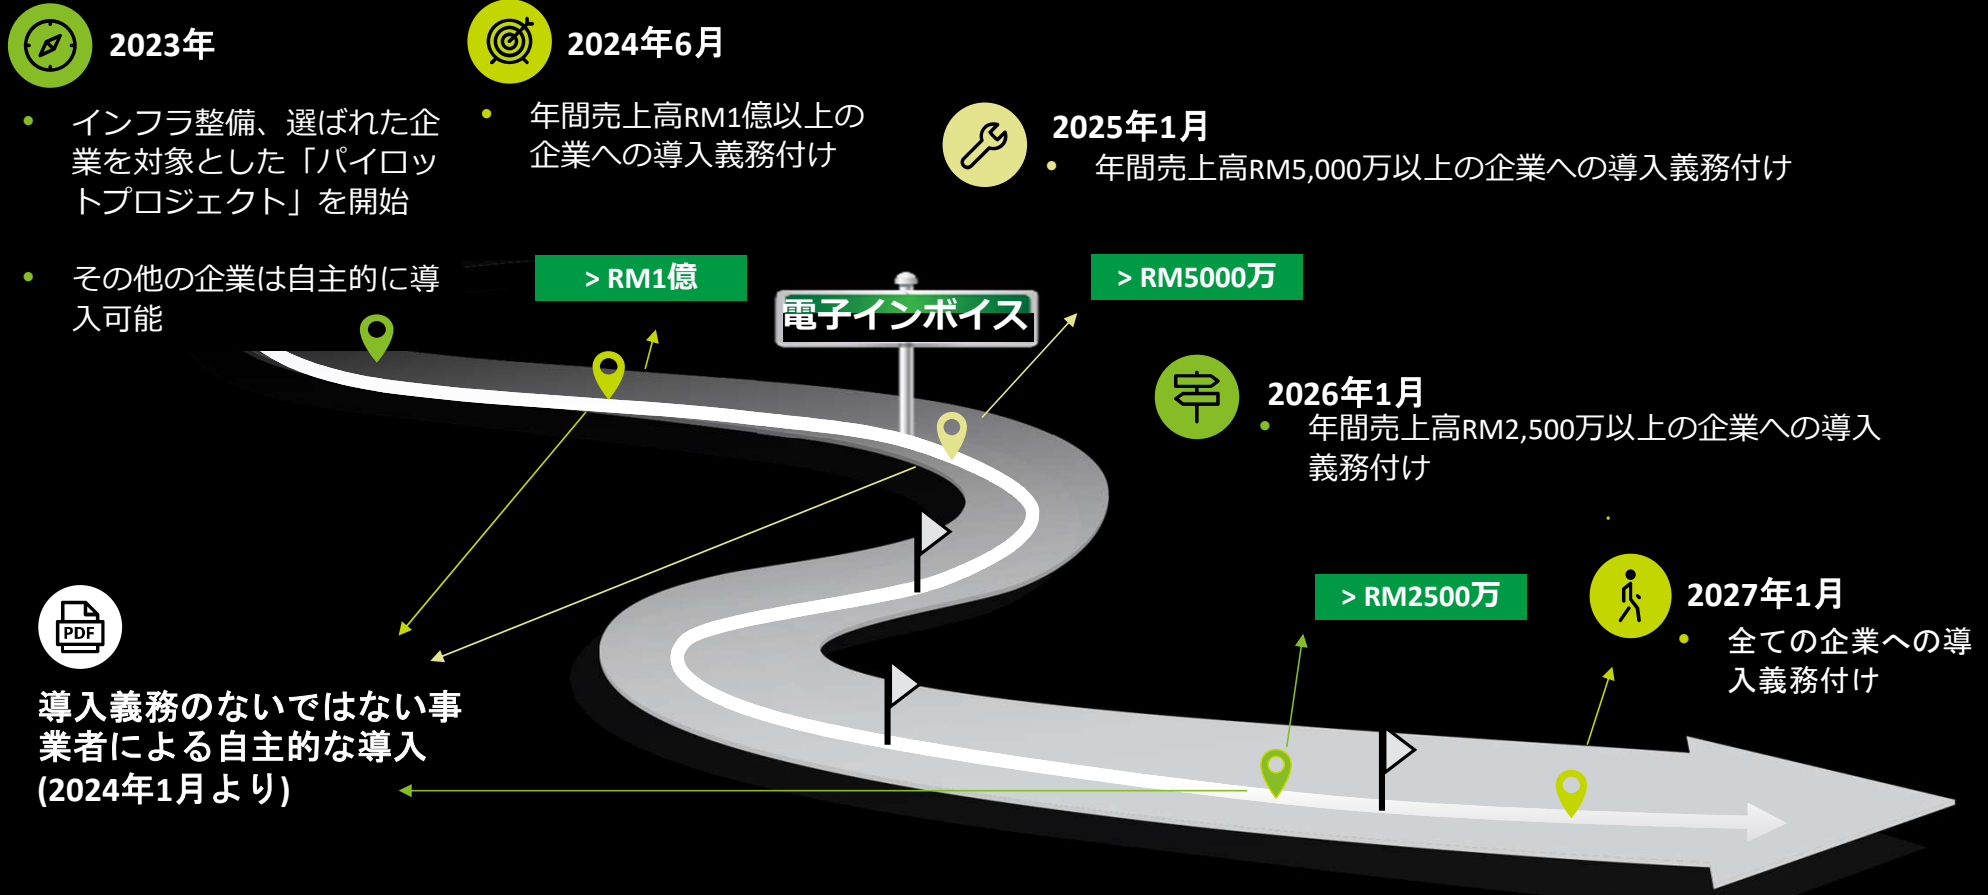 2023年
• インフラ整備、選ばれた企
業を対象とした「パイロッ
トプロジェクト」を開始
• その他の企業は自主的に導
入可能
2024年6月
• 年間売上高RM1億以上の
企業への導入義務付け
2025年1月
• 年間売上高RM5,000万以上の企業への導入義務付け
> RM1億
電子インボイス
> RM5000万
2026年1月
• 年間売上高RM2,500万以上の企業への導入
義務付け
> RM2500万
2027年1月
• 全ての企業への導
入義務付け
PDF
導入義務のないではない事
業者による自主的な導入
(2024年1月より)